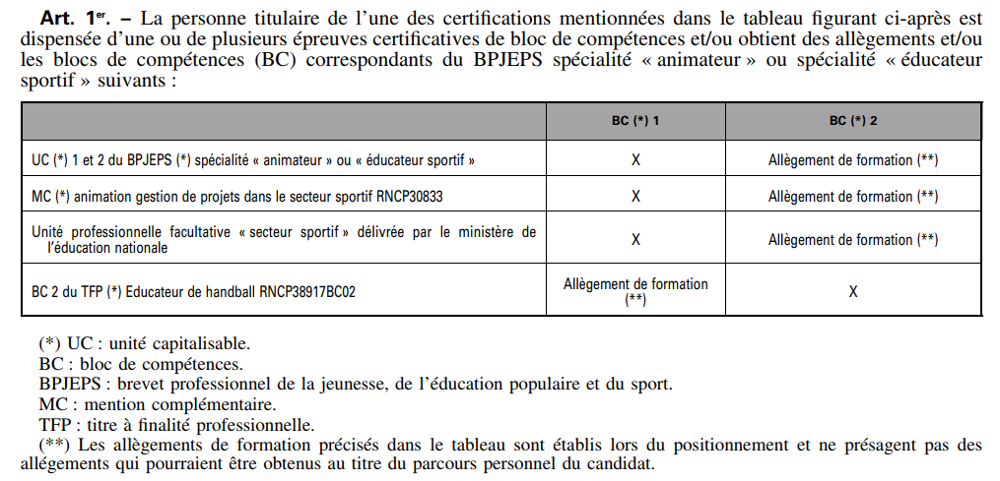 Art. 1er. – La personne titulaire de l'une des certifications mentionnées dans le tableau figurant ci-après est
dispensée d'une ou de plusieurs épreuves certificatives de bloc de compétences et/ou obtient des allègements et/ou
les blocs de compétences (BC) correspondants du BPJEPS spécialité « animateur » ou spécialité « éducateur
sportif » suivants :
BC (*) 1 BC (*) 2
UC (*) 1 et 2 du BPJEPS (*) spécialité « animateur » ou « éducateur sportif » X Allègement de formation (**)
MC (*) animation gestion de projets dans le secteur sportif RNCP30833 X Allègement de formation (**)
Unité professionnelle facultative « secteur sportif » délivrée par le ministère de
l'éducation nationale X Allègement de formation (**)
BC 2 du TFP (*) Educateur de handball RNCP38917BC02 Allègement de formation
(**) X
(*) UC : unité capitalisable.
BC : bloc de compétences.
BPJEPS : brevet professionnel de la jeunesse, de l'éducation populaire et du sport.
MC : mention complémentaire.
TFP : titre à finalité professionnelle.
(**) Les allègements de formation précisés dans le tableau sont établis lors du positionnement et ne présagent pas des
allégements qui pourraient être obtenus au titre du parcours personnel du candidat.